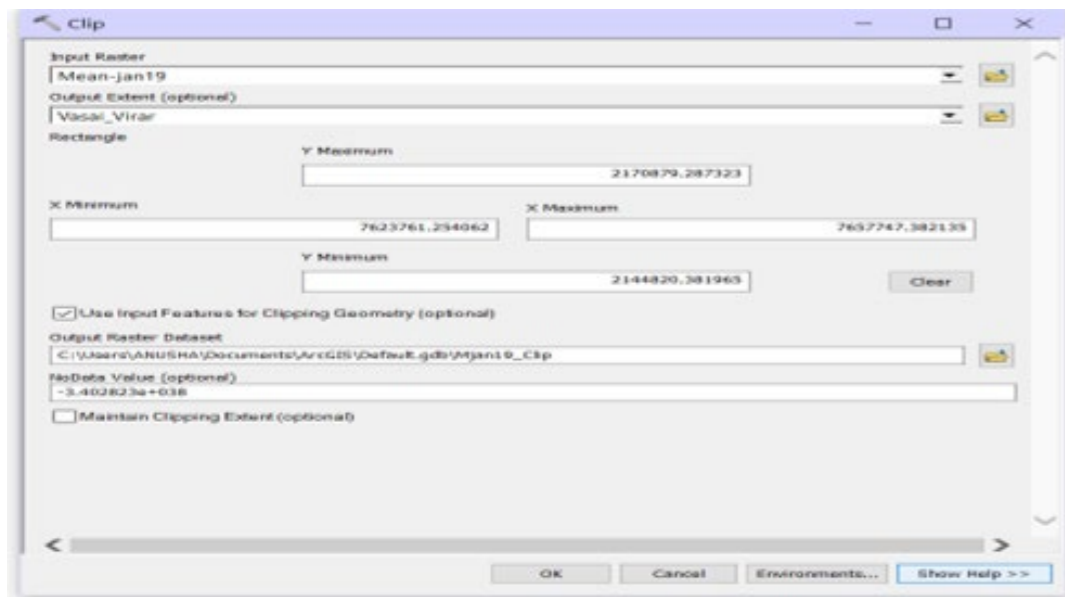 Clip
Input Raster
Mean-jan19
Output Extent (optional)
Vasai_Virar
Rectangle
Y Maximum
2170879.287323
X Minimum
X Maximum
7623761.254062
7657747.382135
Y Minimum
2144820.381965
Clear
Use Input Features for Clipping Geometry (optional)
Output Raster Dataset
C:\Users\ANUSHA\Documents\ArcGIS\Default.gdb\Mjan19_Clip
NoData Value (optional)
-3.402823e+038
Maintain Clipping Extent (optional)
OK
Cancel
Environments...
Show Help >>